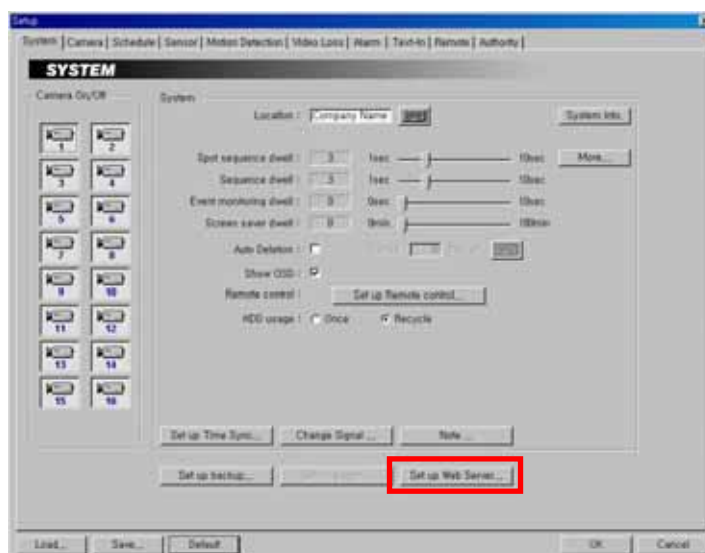 Setup
System | Camera | Schedule | Sensor | Motion Detection | Video Loss | Alarm | Text-In | Remote | Authority
SYSTEM
Camera On/Off
System
Location : Company Name
System Info.
Spot sequence dwell : 3 1sec 10sec
More...
Sequence dwell : 3 1sec 10sec
Event monitoring dwell : 0 0sec 10sec
Screen saver dwell : 0 0min
Auto Deletion :
Show OSD :
Remote control : Set up Remote control...
HDD usage : Once Recycle
1 2
3 4
5 6
7 8
9 10
11 12
13 14
15 16
Set up Time Sync... Change Signal ... Note ...
Set up backup... Set up Web Server...
Load... Save... Default OK Cancel